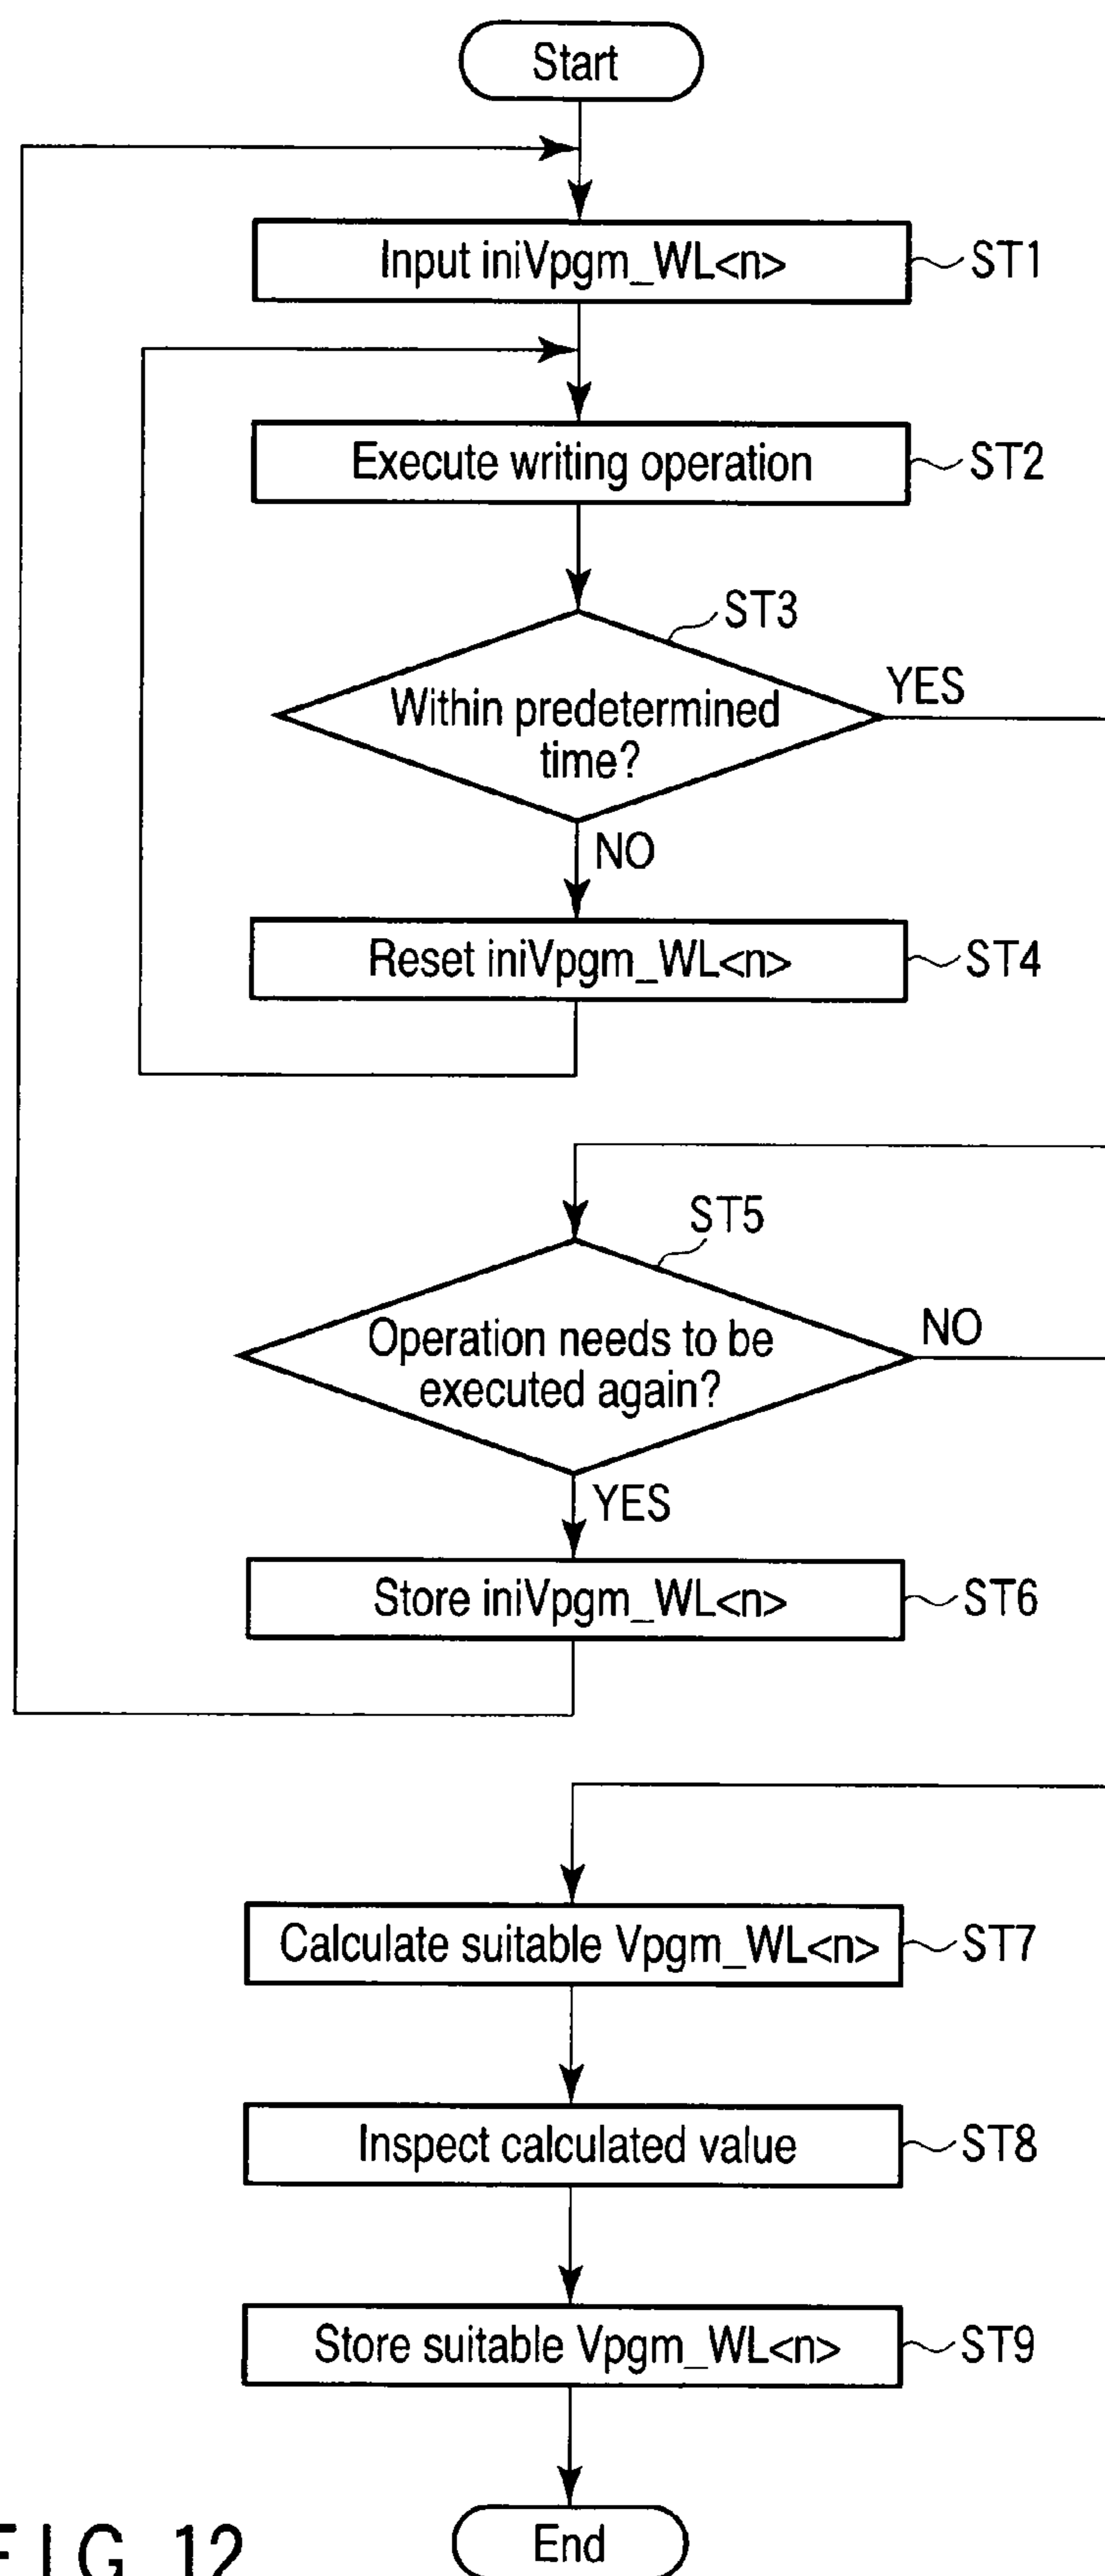 Start
Input iniVpgm_WL<n>
ST1
Execute writing operation
ST2
ST3
Within predetermined
time?
YES
NO
Reset iniVpgm_WL<n>
ST4
ST5
Operation needs to be
executed again?
NO
YES
Store iniVpgm_WL<n>
ST6
Calculate suitable Vpgm_WL<n>
ST7
Inspect calculated value
ST8
Store suitable Vpgm_WL<n>
ST9
End
FIG. 12